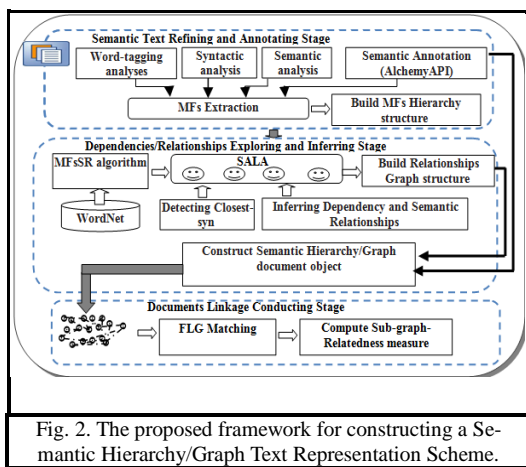 Semantic Text Refining and Annotating Stage
Word-tagging
analyses
Syntactic
analysis
Semantic
analysis
Semantic Annotation
(AlchemyAPI)
MFs Extraction
Build MFs Hierarchy
structure
Dependencies/Relationships Exploring and Inferring Stage
MFsSR algorithm
SALA
Build Relationships
Graph structure
WordNet
Detecting Closest-
syn
Inferring Dependency and Semantic
Relationships
Construct Semantic Hierarchy/Graph
document object
Documents Linkage Conducting Stage
FLG Matching
Compute Sub-graph-
Relatedness measure
Fig. 2. The proposed framework for constructing a Se-
mantic Hierarchy/Graph Text Representation Scheme.